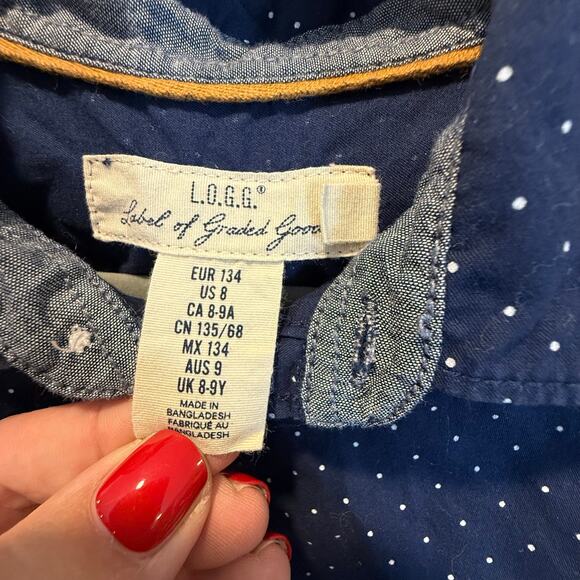 L.O.G.G.®
Label of Graded
EUR 134
US 8
CA 8-9A
CN 135/68
MX 134
AUS 9
UK 8-9Y
MADE IN
BANGLADESH
FABRIQUÉ AU
BANGLADESH